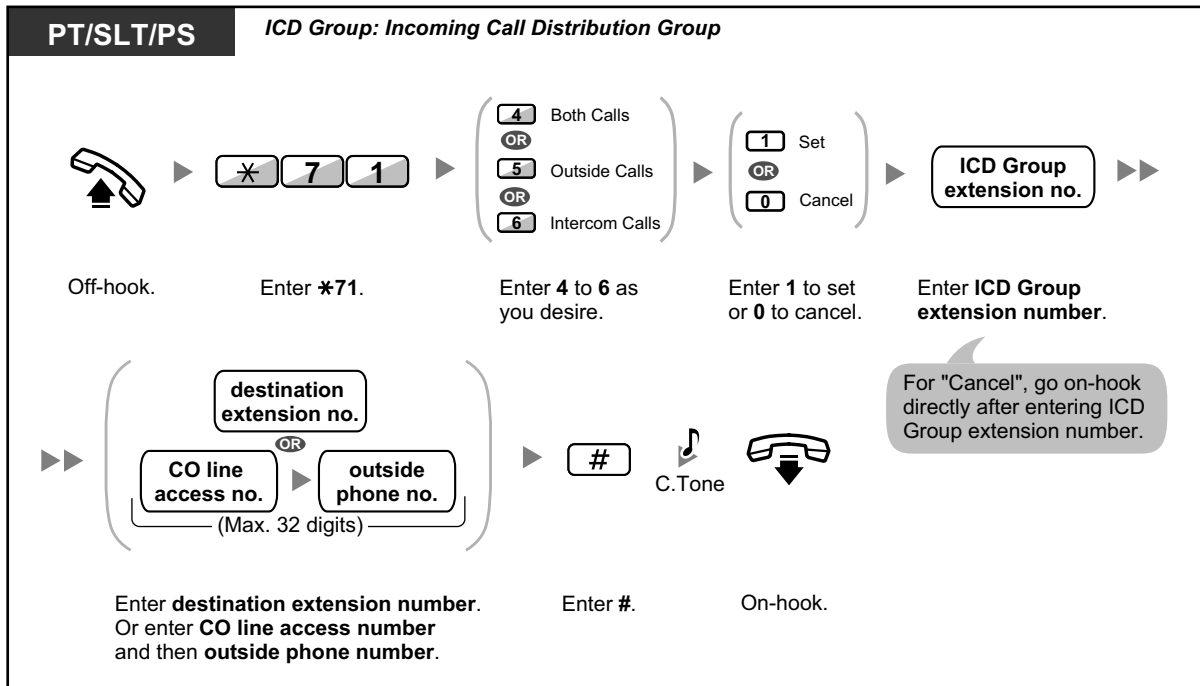 PT/SLT/PS
ICD Group: Incoming Call Distribution Group
4 Both Calls
OR
5 Outside Calls
OR
6 Intercom Calls
1 Set
OR
0 Cancel
✳ 7 1
ICD Group
extension no.
Off-hook.
Enter ✳71.
Enter 4 to 6 as
you desire.
Enter 1 to set
or 0 to cancel.
Enter ICD Group
extension number.
For "Cancel", go on-hook
directly after entering ICD
Group extension number.
destination
extension no.
OR
CO line
access no.
outside
phone no.
(Max. 32 digits)
#
C.Tone
Enter destination extension number.
Or enter CO line access number
and then outside phone number.
Enter #.
On-hook.